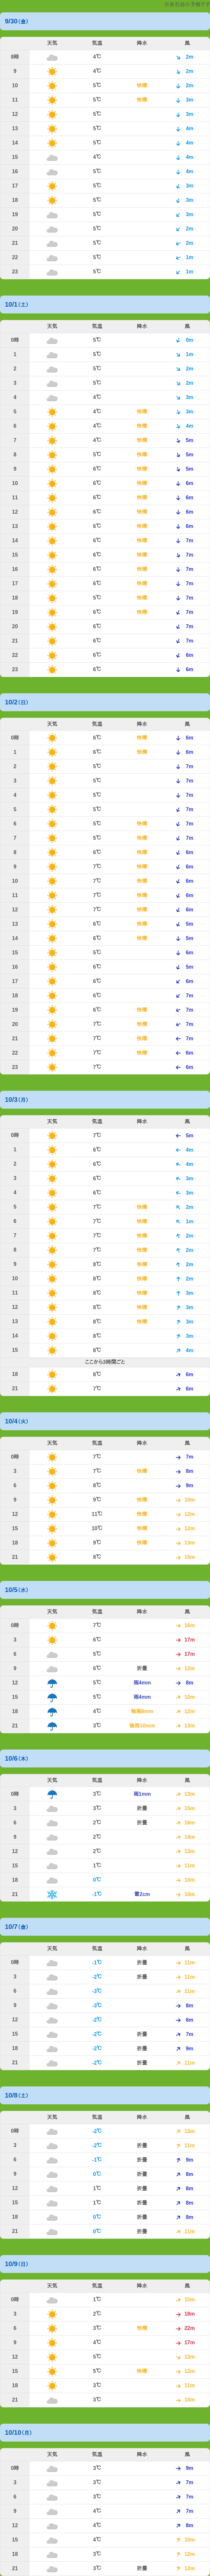 9/30(金)
天気 気温 降水 風
8時 4℃ 2m
9 4℃ 2m
10 5℃ 快晴 2m
11 5℃ 快晴 3m
12 5℃ 3m
13 5℃ 4m
14 5℃ 4m
15 4℃ 4m
16 5℃ 4m
17 5℃ 3m
18 5℃ 3m
19 5℃ 3m
20 5℃ 2m
21 5℃ 2m
22 5℃ 1m
23 5℃ 1m
10/1(土)
天気 気温 降水 風
0時 5℃ 0m
1 5℃ 1m
2 5℃ 2m
3 5℃ 2m
4 4℃ 3m
5 4℃ 快晴 3m
6 4℃ 快晴 4m
7 4℃ 快晴 5m
8 5℃ 快晴 5m
9 6℃ 快晴 5m
10 6℃ 快晴 6m
11 6℃ 快晴 6m
12 6℃ 快晴 6m
13 6℃ 快晴 6m
14 6℃ 快晴 7m
15 6℃ 快晴 7m
16 6℃ 快晴 7m
17 6℃ 快晴 7m
18 5℃ 快晴 7m
19 6℃ 快晴 7m
20 6℃ 7m
21 6℃ 7m
22 6℃ 6m
23 6℃ 6m
10/2(日)
天気 気温 降水 風
0時 6℃ 快晴 6m
1 6℃ 快晴 6m
2 5℃ 7m
3 5℃ 7m
4 5℃ 7m
5 5℃ 7m
6 5℃ 快晴 7m
7 5℃ 快晴 7m
8 6℃ 快晴 6m
9 7℃ 快晴 6m
10 7℃ 快晴 6m
11 7℃ 快晴 6m
12 7℃ 快晴 6m
13 6℃ 快晴 5m
14 6℃ 快晴 5m
15 5℃ 5m
16 6℃ 5m
17 6℃ 6m
18 6℃ 7m
19 6℃ 快晴 7m
20 7℃ 快晴 7m
21 7℃ 快晴 7m
22 7℃ 快晴 6m
23 7℃ 6m
10/3(月)
天気 気温 降水 風
0時 7℃ 5m
1 6℃ 4m
2 6℃ 4m
3 6℃ 3m
4 6℃ 3m
5 7℃ 快晴 2m
6 7℃ 快晴 1m
7 7℃ 快晴 2m
8 7℃ 快晴 2m
9 8℃ 快晴 2m
10 8℃ 快晴 2m
11 8℃ 快晴 3m
12 8℃ 快晴 3m
13 8℃ 快晴 3m
14 8℃ 3m
15 8℃ 4m
ここから3時間ごと
18 8℃ 6m
21 7℃ 6m
10/4(火)
天気 気温 降水 風
0時 7℃ 7m
3 7℃ 快晴 8m
6 8℃ 9m
9 9℃ 快晴 10m
12 11℃ 快晴 12m
15 10℃ 快晴 12m
18 9℃ 快晴 13m
21 8℃ 15m
10/5(水)
天気 気温 降水 風
0時 7℃ 16m
3 6℃ 17m
6 5℃ 17m
9 6℃ 折畳 12m
12 5℃ 雨4mm 8m
15 5℃ 雨4mm 10m
18 4℃ 強雨8mm 12m
21 3℃ 強雨10mm 13m
10/6(木)
天気 気温 降水 風
0時 3℃ 雨1mm 13m
3 3℃ 折畳 15m
6 2℃ 折畳 16m
9 2℃ 14m
12 2℃ 13m
15 1℃ 11m
18 0℃ 10m
21 -1℃ 雪2cm 10m
10/7(金)
天気 気温 降水 風
0時 -1℃ 折畳 11m
3 -2℃ 折畳 11m
6 -3℃ 11m
9 -3℃ 8m
12 -2℃ 6m
15 -2℃ 折畳 7m
18 -2℃ 折畳 9m
21 -2℃ 折畳 11m
10/8(土)
天気 気温 降水 風
0時 -2℃ 13m
3 -2℃ 折畳 11m
6 -1℃ 折畳 9m
9 0℃ 折畳 8m
12 1℃ 折畳 8m
15 1℃ 折畳 8m
18 0℃ 折畳 8m
21 0℃ 折畳 11m
10/9(日)
天気 気温 降水 風
0時 1℃ 15m
3 2℃ 18m
6 3℃ 快晴 22m
9 4℃ 17m
12 5℃ 13m
15 5℃ 快晴 12m
18 3℃ 11m
21 3℃ 10m
10/10(月)
天気 気温 降水 風
0時 3℃ 9m
3 3℃ 7m
6 3℃ 7m
9 4℃ 7m
12 4℃ 8m
15 4℃ 10m
18 3℃ 12m
21 3℃ 折畳 12m